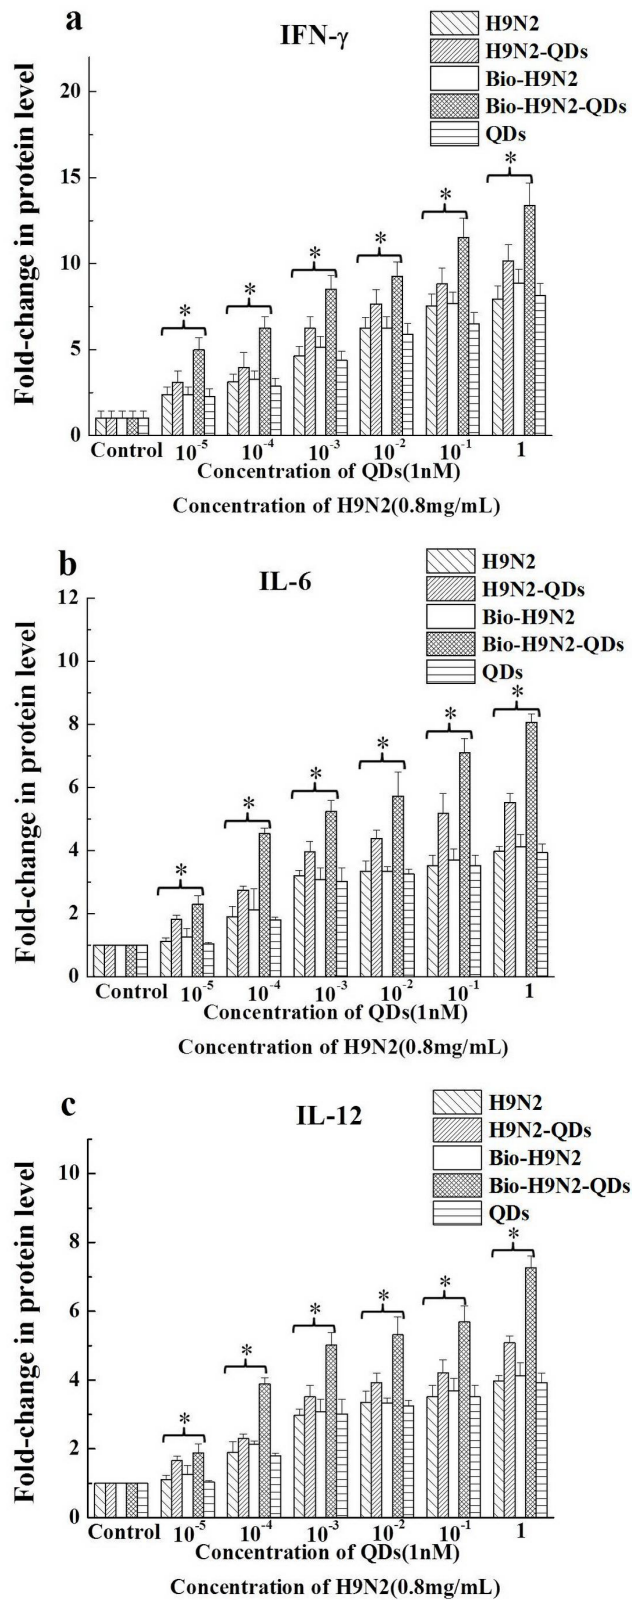 a
IFN-γ
H9N2
H9N2-QDs
Bio-H9N2
Bio-H9N2-QDs
QDs
Fold-change in protein level
20
15
10
5
0
* * * * * *
Control 10-5 10-4 10-3 10-2 10-1 1
Concentration of QDs(1nM)
Concentration of H9N2(0.8mg/mL)
b
IL-6
H9N2
H9N2-QDs
Bio-H9N2
Bio-H9N2-QDs
QDs
Fold-change in protein level
12
10
8
6
4
2
0
* * * * * *
Control 10-5 10-4 10-3 10-2 10-1 1
Concentration of QDs(1nM)
Concentration of H9N2(0.8mg/mL)
c
IL-12
H9N2
H9N2-QDs
Bio-H9N2
Bio-H9N2-QDs
QDs
Fold-change in protein level
10
8
6
4
2
0
* * * * * *
Control 10-5 10-4 10-3 10-2 10-1 1
Concentration of QDs(1nM)
Concentration of H9N2(0.8mg/mL)